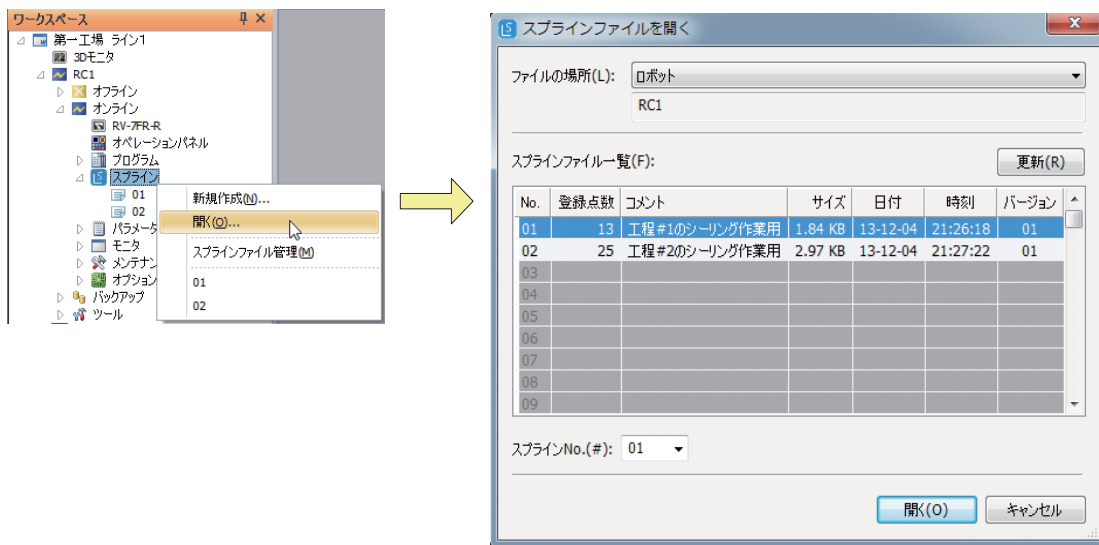 ワークスペース
第一工場 ライン1
3Dモニタ
RC1
オフライン
オンライン
RV-7FR-R
オペレーションパネル
プログラム
スプライン
01
02
パラメータ
モニタ
メンテナン
オプション
バックアップ
ツール
新規作成(N)...
開く(O)...
スプラインファイル管理(M)
01
02
スプラインファイルを開く
ファイルの場所(L): ロボット
RC1
スプラインファイル一覧(F): 更新(R)
No. 登録点数 コメント サイズ 日付 時刻 バージョン
01 13 工程#1のシーリング作業用 1.84 KB 13-12-04 21:26:18 01
02 25 工程#2のシーリング作業用 2.97 KB 13-12-04 21:27:22 01
03
04
05
06
07
08
09
スプラインNo.(#): 01
開く(O) キャンセル